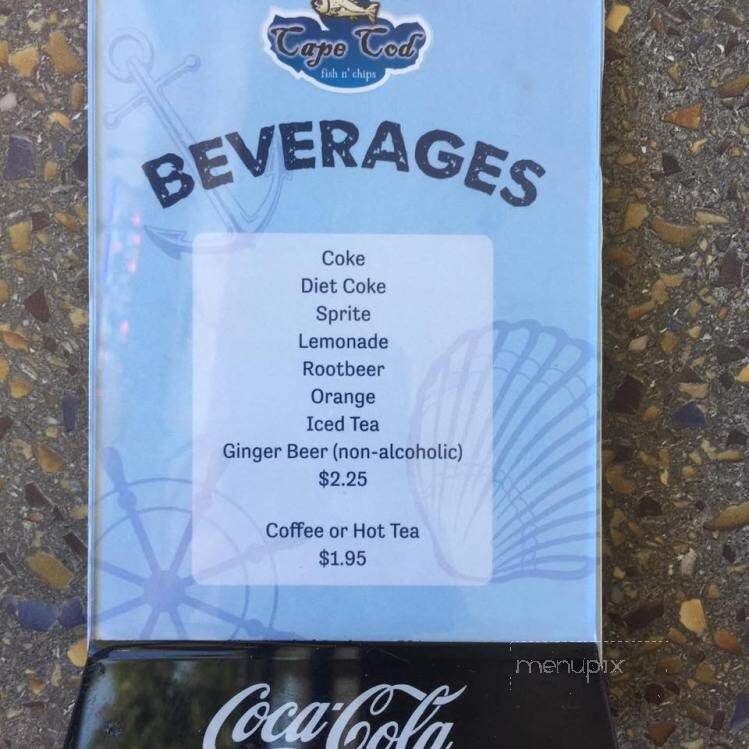 Cape Cod
fish n' chips
BEVERAGES
Coke
Diet Coke
Sprite
Lemonade
Rootbeer
Orange
Iced Tea
Ginger Beer (non-alcoholic)
$2.25
Coffee or Hot Tea
$1.95
menupix
Coca-Cola